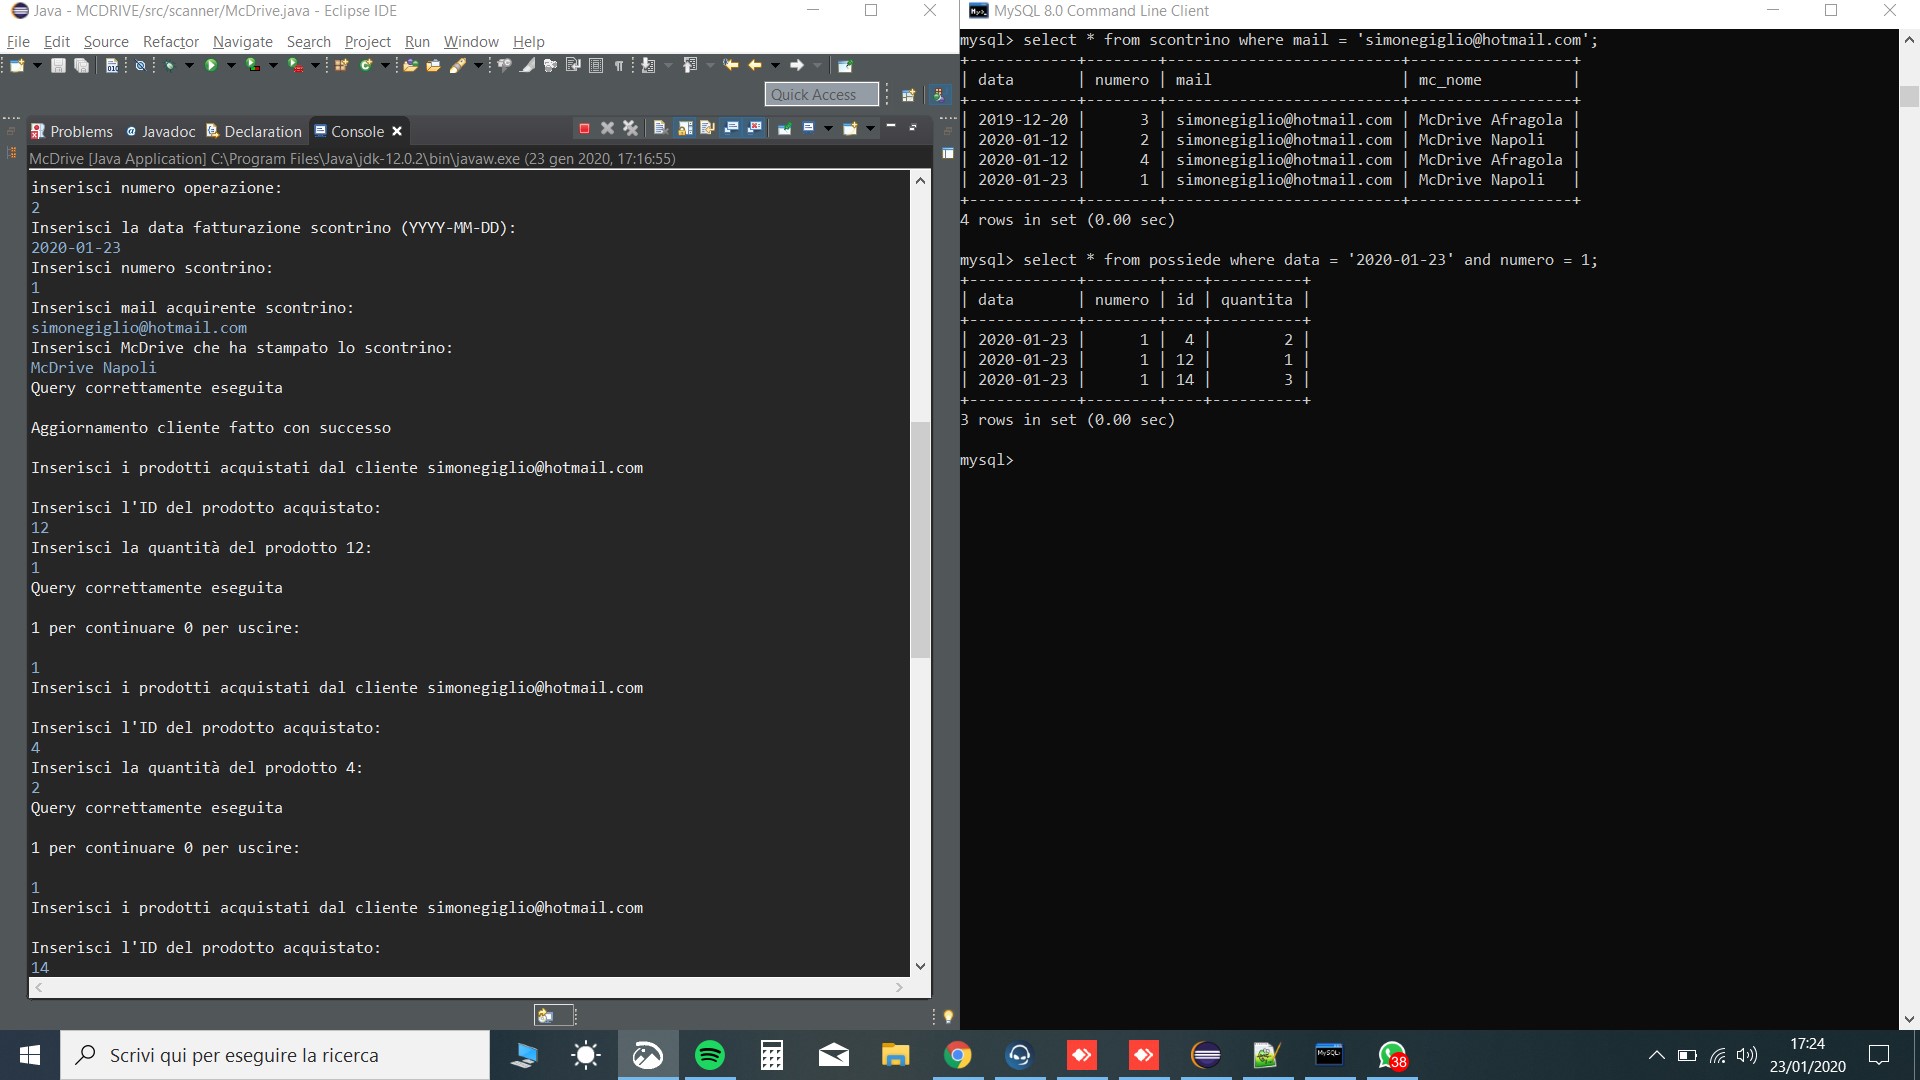 Java - MCDRIVE/src/scanner/McDrive.java - Eclipse IDE
File Edit Source Refactor Navigate Search Project Run Window Help
Quick Access
Problems Javadoc Declaration Console
McDrive [Java Application] C:\Program Files\Java\jdk-12.0.2\bin\javaw.exe (23 gen 2020, 17:16:55)
inserisci numero operazione:
2
Inserisci la data fatturazione scontrino (YYYY-MM-DD):
2020-01-23
Inserisci numero scontrino:
1
Inserisci mail acquirente scontrino:
simonegiglio@hotmail.com
Inserisci McDrive che ha stampato lo scontrino:
McDrive Napoli
Query correttamente eseguita
Aggiornamento cliente fatto con successo
Inserisci i prodotti acquistati dal cliente simonegiglio@hotmail.com
Inserisci l'ID del prodotto acquistato:
12
Inserisci la quantità del prodotto 12:
1
Query correttamente eseguita
1 per continuare 0 per uscire:
1
Inserisci i prodotti acquistati dal cliente simonegiglio@hotmail.com
Inserisci l'ID del prodotto acquistato:
4
Inserisci la quantità del prodotto 4:
2
Query correttamente eseguita
1 per continuare 0 per uscire:
1
Inserisci i prodotti acquistati dal cliente simonegiglio@hotmail.com
Inserisci l'ID del prodotto acquistato:
14
MySQL 8.0 Command Line Client
mysql> select * from scontrino where mail = 'simonegiglio@hotmail.com';
+------------+--------+--------------------------+------------------+
| data       | numero | mail                     | mc_nome          |
+------------+--------+--------------------------+------------------+
| 2019-12-20 |      3 | simonegiglio@hotmail.com | McDrive Afragola |
| 2020-01-12 |      2 | simonegiglio@hotmail.com | McDrive Napoli   |
| 2020-01-12 |      4 | simonegiglio@hotmail.com | McDrive Afragola |
| 2020-01-23 |      1 | simonegiglio@hotmail.com | McDrive Napoli   |
+------------+--------+--------------------------+------------------+
4 rows in set (0.00 sec)
mysql> select * from possiede where data = '2020-01-23' and numero = 1;
+------------+--------+----+----------+
| data       | numero | id | quantita |
+------------+--------+----+----------+
| 2020-01-23 |      1 |  4 |        2 |
| 2020-01-23 |      1 | 12 |        1 |
| 2020-01-23 |      1 | 14 |        3 |
+------------+--------+----+----------+
3 rows in set (0.00 sec)
mysql>
Scrivi qui per eseguire la ricerca
38
17:24
23/01/2020